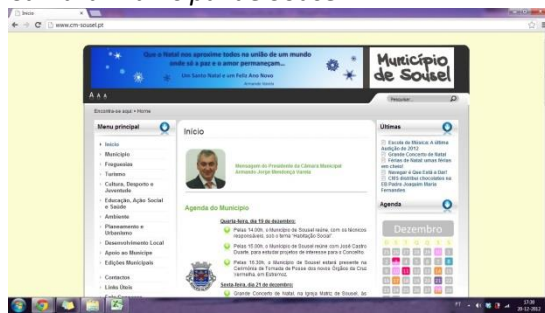 Início
www.cm-sousel.pt
Que o Natal nos aproxime todos na união de um mundo
onde só a paz e o amor permaneçam...
Um Santo Natal e um Feliz Ano Novo
Município
de Sousel
A A A
Pesquisar...
Encontra-se aqui: Home
Menu principal
Início
Município
Freguesias
Turismo
Cultura, Desporto e
Juventude
Educação, Ação Social
e Saúde
Ambiente
Planeamento e
Urbanismo
Desenvolvimento Local
Apoio ao Munícipe
Edições Municipais
Contactos
Links Úteis
Início
Mensagem do Presidente da Câmara Municipal
Armando Jorge Mendonça Varela
Agenda do Município
Quarta-feira, dia 19 de dezembro:
Pelas 14.00h, o Município de Sousel reúne, com os técnicos
responsáveis, sob o tema "Habitação Social".
Pelas 15.00h, o Município de Sousel reúne com José Castro
Duarte, para estudar projetos de interesse para o Concelho.
Pelas 15.30h, o Município de Sousel estará presente na
Cerimónia de Tomada de Posse dos novos Órgãos da Cruz
Vermelha, em Estremoz.
Sexta-feira, dia 21 de dezembro:
Grande Concerto de Natal, na Igreja Matriz de Sousel, às
Últimas
Escola de Música: A última
Audição de 2012
Grande Concerto de Natal
Férias de Natal umas férias
em cheio!
Navegar é Que Está a Dar!
CMS distribui chocolates na
EB Padre Joaquim Maria
Fernandes
Agenda
Dezembro
PT
17:39
20-12-2012